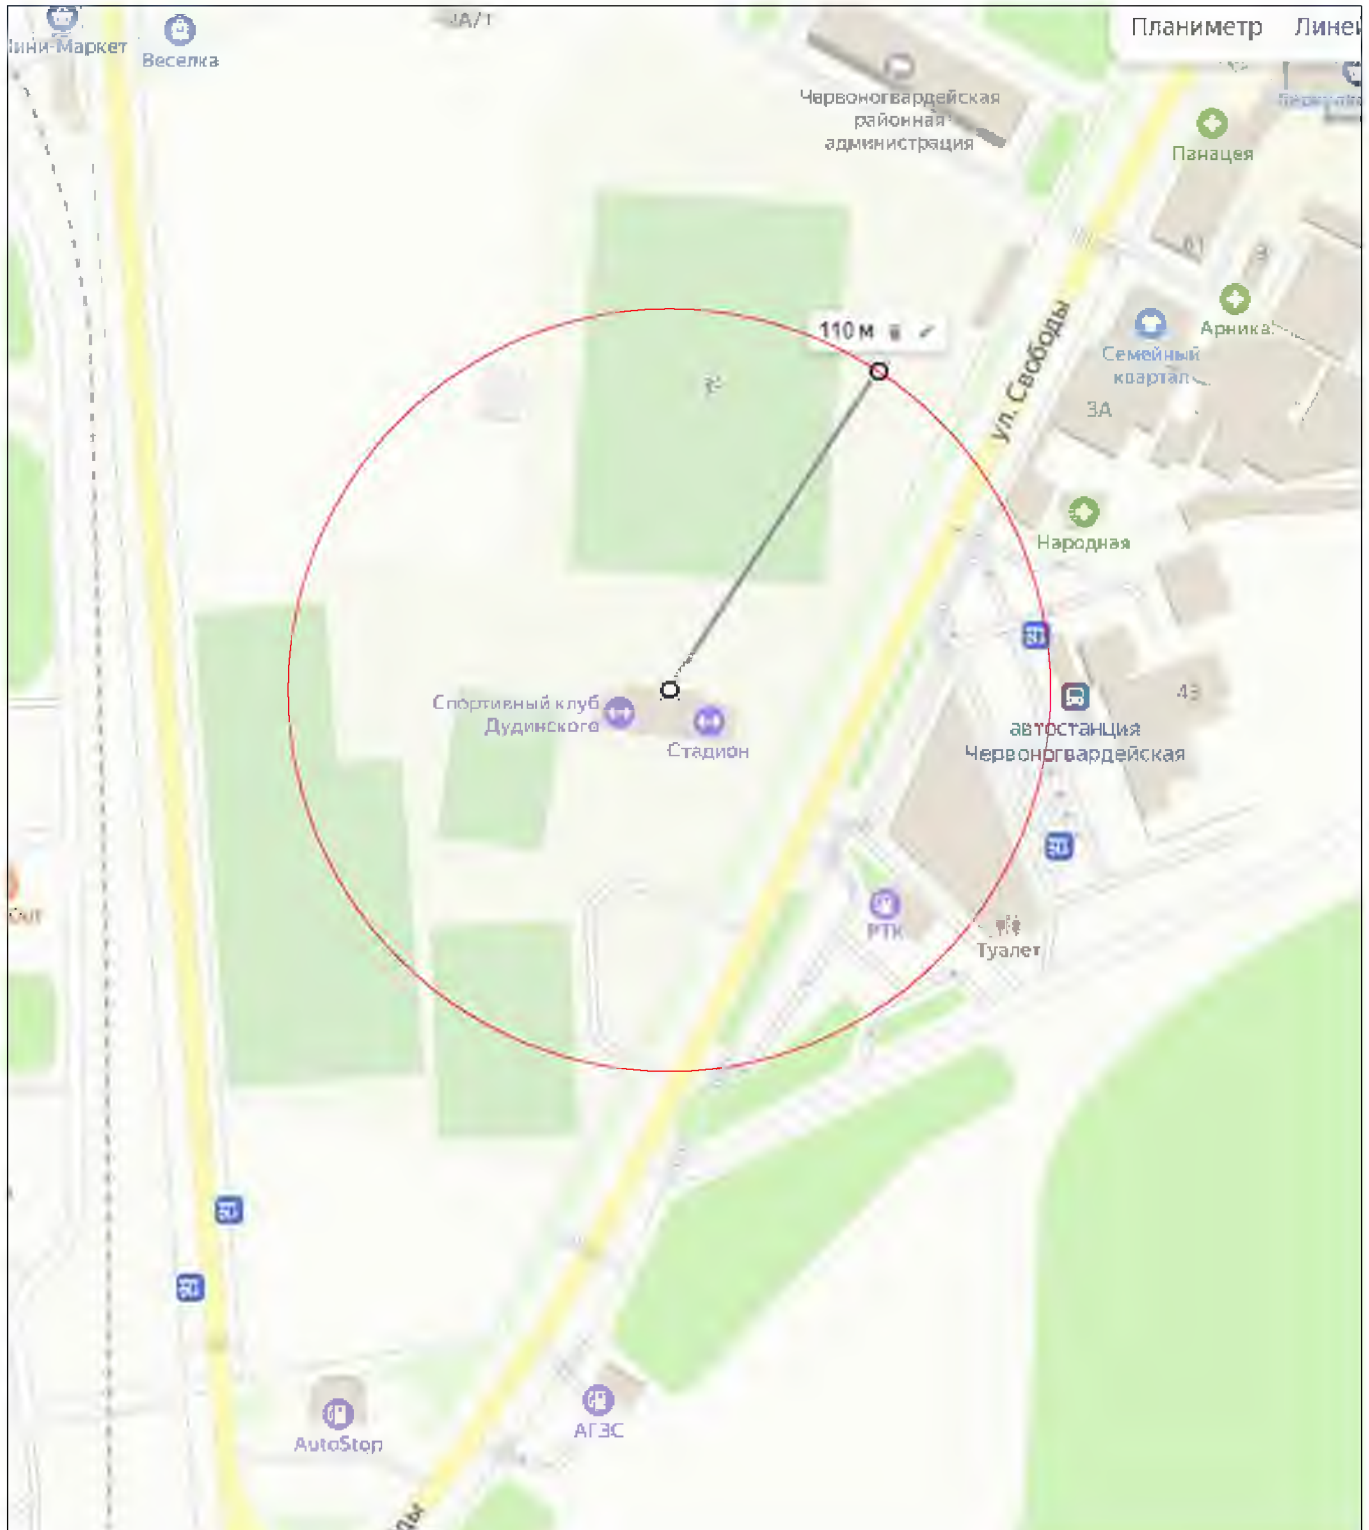 Планиметр
Веселка
Червоногвардейская
районная
администрация
Панацея
110 м
ул. Свободы
Арника
Семейный
квартал
3А
Народная
43
Спортивный клуб
Дудинского
Стадион
автостанция
Червоногвардейская
РТК
Туалет
AutoStop
АГЗС